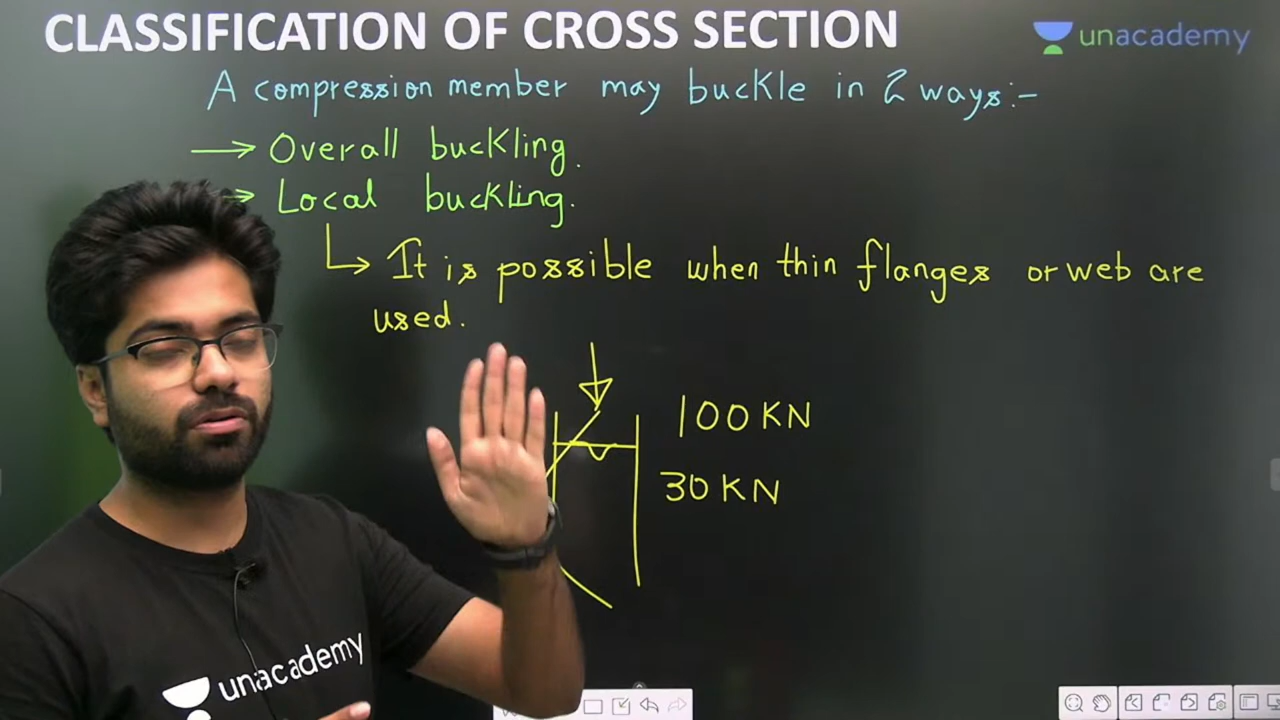 CLASSIFICATION OF CROSS SECTION
unacademy
A compression member may buckle in 2 ways:-
→ Overall buckling.
→ Local buckling.
→ It is possible when thin flanges or web are
used.
100 KN
30 KN
unacademy